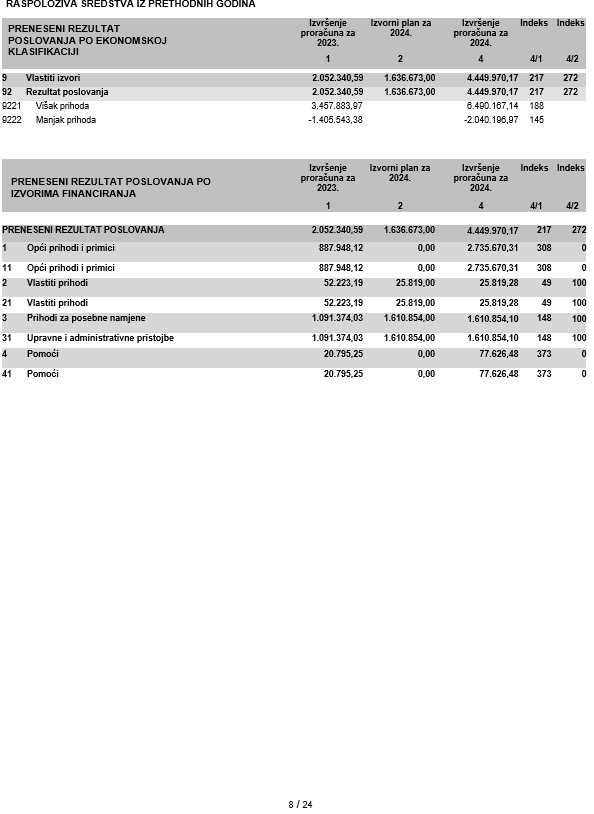 RASPOLOŽIVA SREDSTVA IZ PRETHODNIH GODINA
PRENESENI REZULTAT POSLOVANJA PO EKONOMSKOJ KLASIFIKACIJI Izvršenje proračuna za 2023. Izvorni plan za 2024. Izvršenje proračuna za 2024. Indeks Indeks
1 2 4 4/1 4/2
9 Vlastiti izvori 2.052.340,59 1.636.673,00 4.449.970,17 217 272
92 Rezultat poslovanja 2.052.340,59 1.636.673,00 4.449.970,17 217 272
9221 Višak prihoda 3.457.883,97 6.490.167,14 188
9222 Manjak prihoda -1.405.543,38 -2.040.196,97 145
PRENESENI REZULTAT POSLOVANJA PO IZVORIMA FINANCIRANJA Izvršenje proračuna za 2023. Izvorni plan za 2024. Izvršenje proračuna za 2024. Indeks Indeks
1 2 4 4/1 4/2
PRENESENI REZULTAT POSLOVANJA 2.052.340,59 1.636.673,00 4.449.970,17 217 272
1 Opći prihodi i primici 887.948,12 0,00 2.735.670,31 308 0
11 Opći prihodi i primici 887.948,12 0,00 2.735.670,31 308 0
2 Vlastiti prihodi 52.223,19 25.819,00 25.819,28 49 100
21 Vlastiti prihodi 52.223,19 25.819,00 25.819,28 49 100
3 Prihodi za posebne namjene 1.091.374,03 1.610.854,00 1.610.854,10 148 100
31 Upravne i administrativne pristojbe 1.091.374,03 1.610.854,00 1.610.854,10 148 100
4 Pomoći 20.795,25 0,00 77.626,48 373 0
41 Pomoći 20.795,25 0,00 77.626,48 373 0
8 / 24